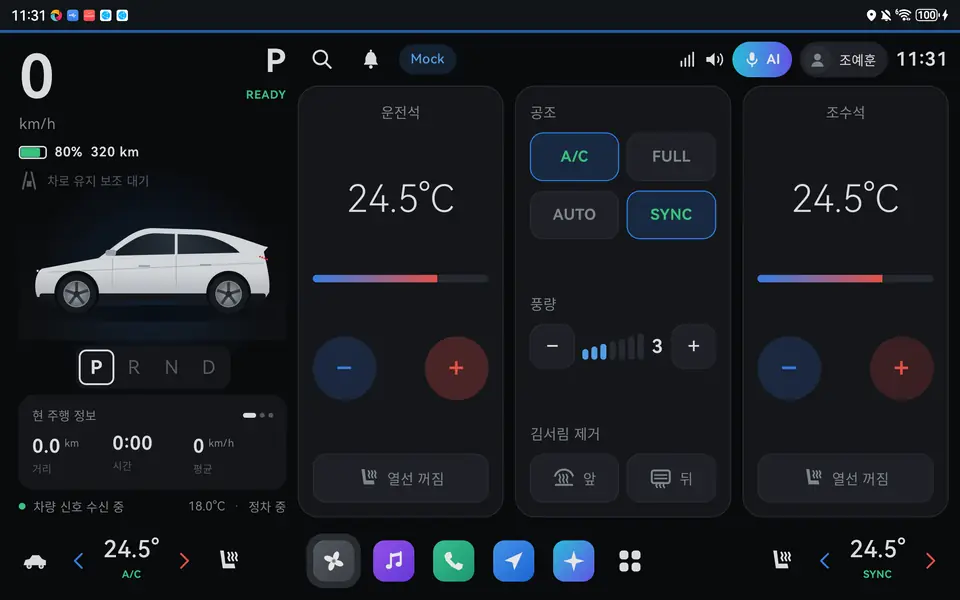 11:31
100
0
P
READY
km/h
80% 320 km
차로 유지 보조 대기
P R N D
현 주행 정보
0.0 km
0:00
0 km/h
거리
시간
평균
차량 신호 수신 중
18.0°C · 정차 중
Mock
AI
조예훈
11:31
운전석
24.5°C
−
+
열선 꺼짐
공조
A/C
FULL
AUTO
SYNC
풍량
− 3 +
김서림 제거
앞
뒤
조수석
24.5°C
−
+
열선 꺼짐
24.5°
A/C
24.5°
SYNC